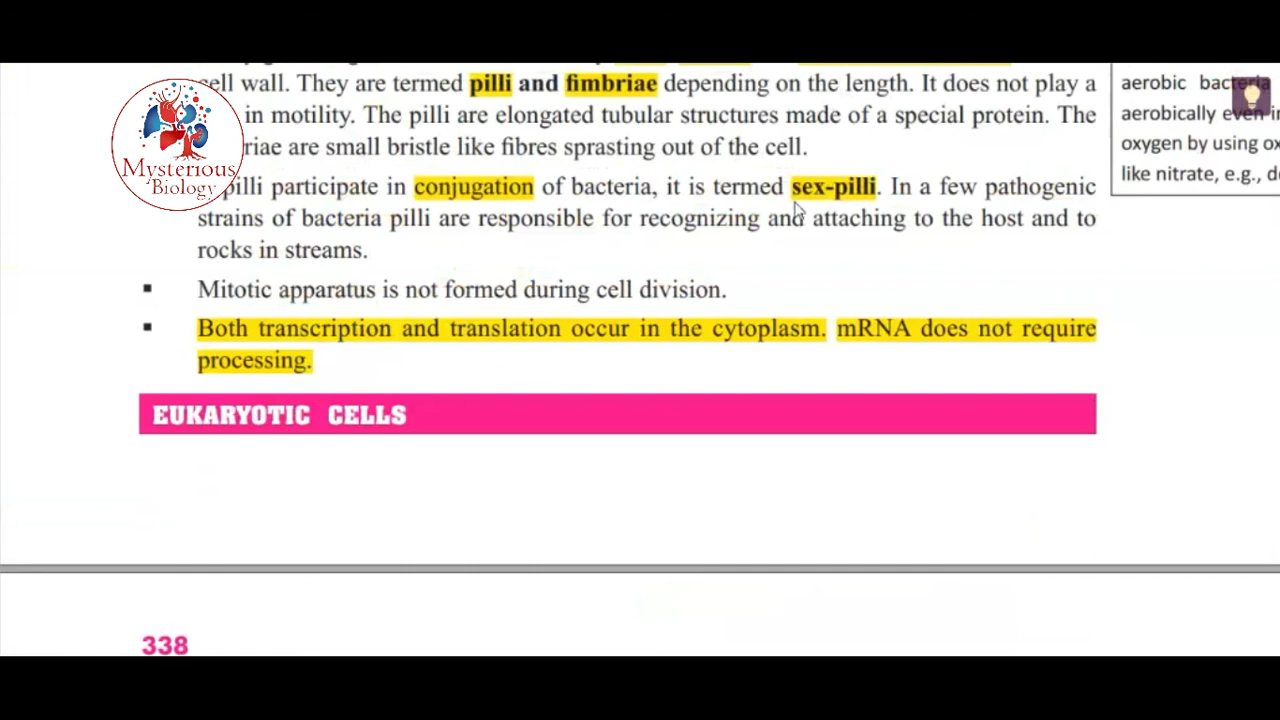 cell wall. They are termed pilli and fimbriae depending on the length. It does not play a
in motility. The pilli are elongated tubular structures made of a special protein. The
riae are small bristle like fibres sprasting out of the cell.
pilli participate in conjugation of bacteria, it is termed sex-pilli. In a few pathogenic
strains of bacteria pilli are responsible for recognizing and attaching to the host and to
rocks in streams.
▪ Mitotic apparatus is not formed during cell division.
▪ Both transcription and translation occur in the cytoplasm. mRNA does not require
processing.
EUKARYOTIC CELLS
338
aerobic bacteria
aerobically even in
oxygen by using ox
like nitrate, e.g., d
Mysterious
Biology